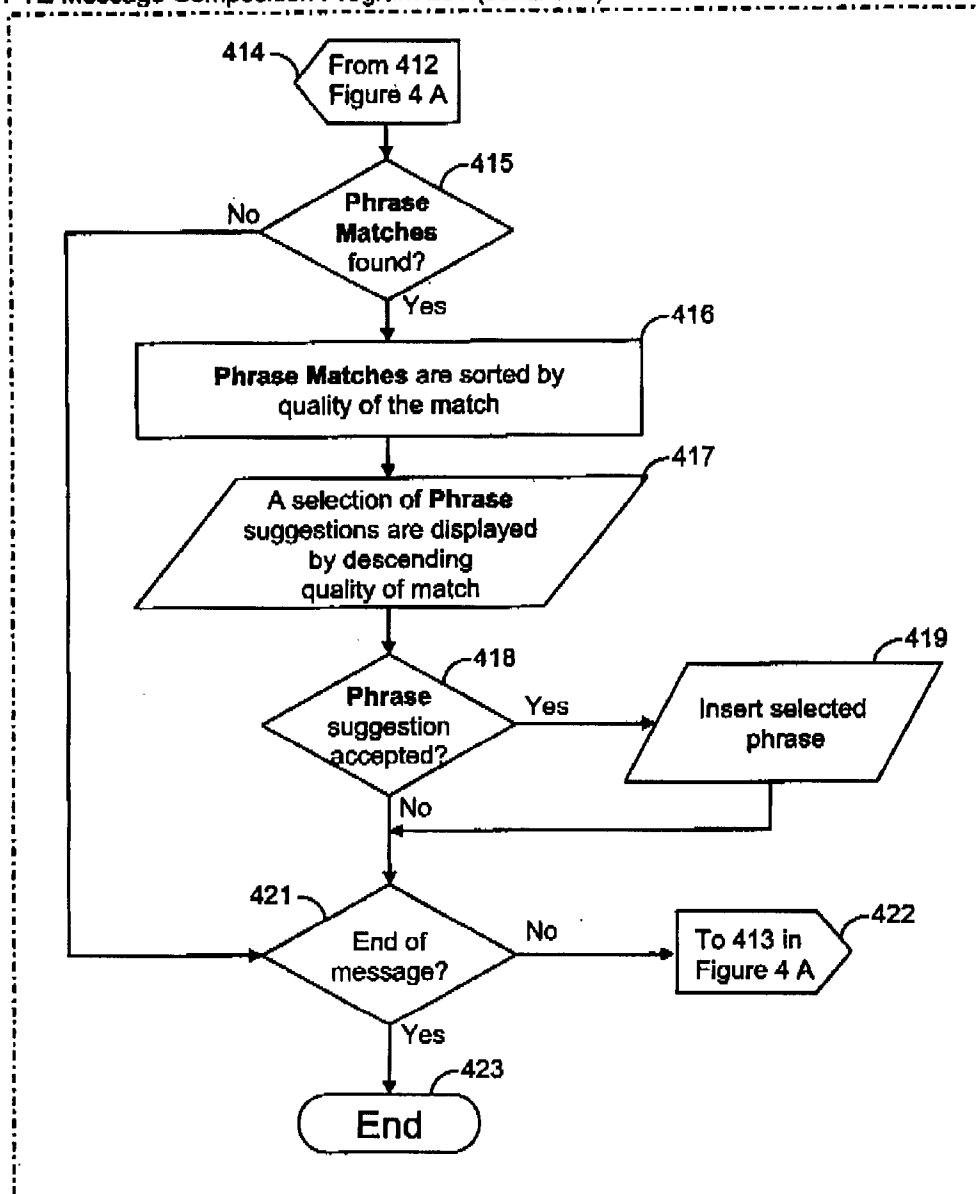 414
From 412
Figure 4 A
415
No
Phrase
Matches
found?
Yes
416
Phrase Matches are sorted by
quality of the match
417
A selection of Phrase
suggestions are displayed
by descending
quality of match
418
419
Phrase
suggestion
accepted?
Yes
Insert selected
phrase
No
421
End of
message?
No
422
To 413 in
Figure 4 A
Yes
423
End